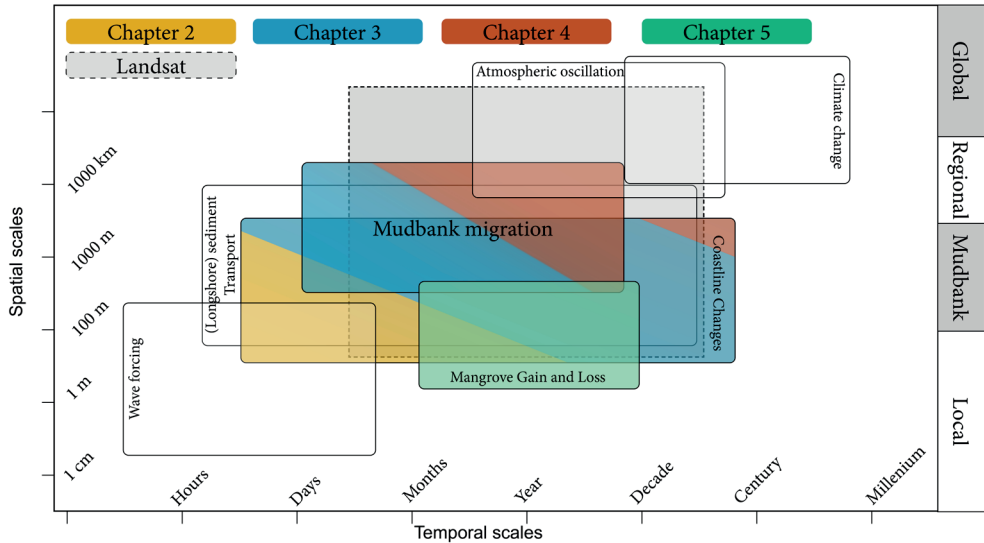 Chapter 2
Chapter 3
Chapter 4
Chapter 5
Landsat
Atmospheric oscillation
Climate change
Mudbank migration
(Longshore) sediment
Transport
Coastline Changes
Wave forcing
Mangrove Gain and Loss
Spatial scales
1000 km
1000 m
100 m
1 m
1 cm
Global
Regional
Mudbank
Local
Hours
Days
Months
Year
Decade
Century
Millenium
Temporal scales